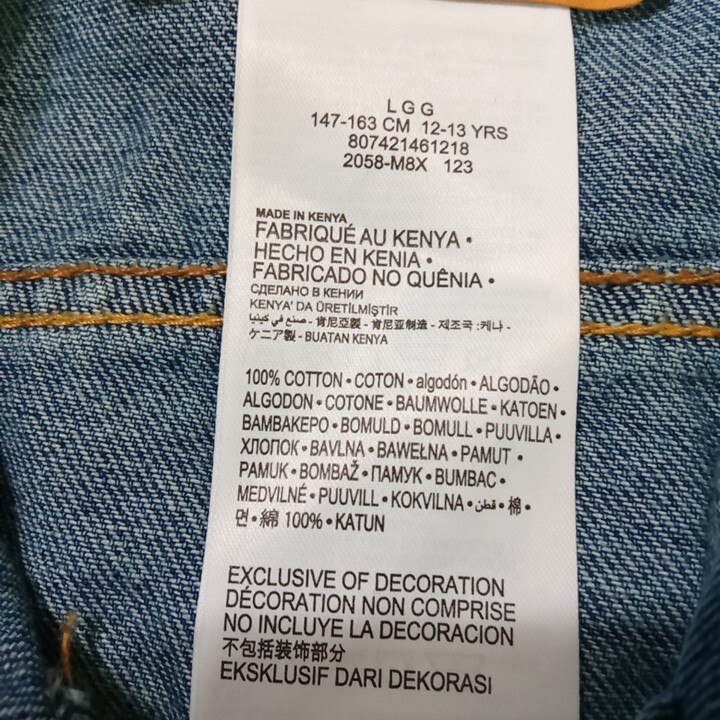 L G G
147-163 CM 12-13 YRS
807421461218
2058-M8X 123
MADE IN KENYA
FABRIQUÉ AU KENYA •
HECHO EN KENIA •
FABRICADO NO QUÊNIA •
СДЕЛАНО В КЕНИИ
KENYA' DA ÜRETİLMİŞTİR
صنع في كينيا - 肯尼亞製 - 肯尼亚制造 - 제조국 :케냐 -
ケニア製 - BUATAN KENYA
100% COTTON • COTON • algodón • ALGODÃO •
ALGODON • COTONE • BAUMWOLLE • KATOEN •
BAMBAKEPO • BOMULD • BOMULL • PUUVILLA •
ХЛОПОК • BAVLNA • BAWEŁNA • PAMUT •
PAMUK • BOMBAŽ • ПАМУК • BUMBAC •
MEDVILNÉ • PUUVILL • KOKVILNA • قطن • 棉 •
면 • 綿 100% • KATUN
EXCLUSIVE OF DECORATION
DÉCORATION NON COMPRISE
NO INCLUYE LA DECORACION
不包括装饰部分
EKSKLUSIF DARI DEKORASI